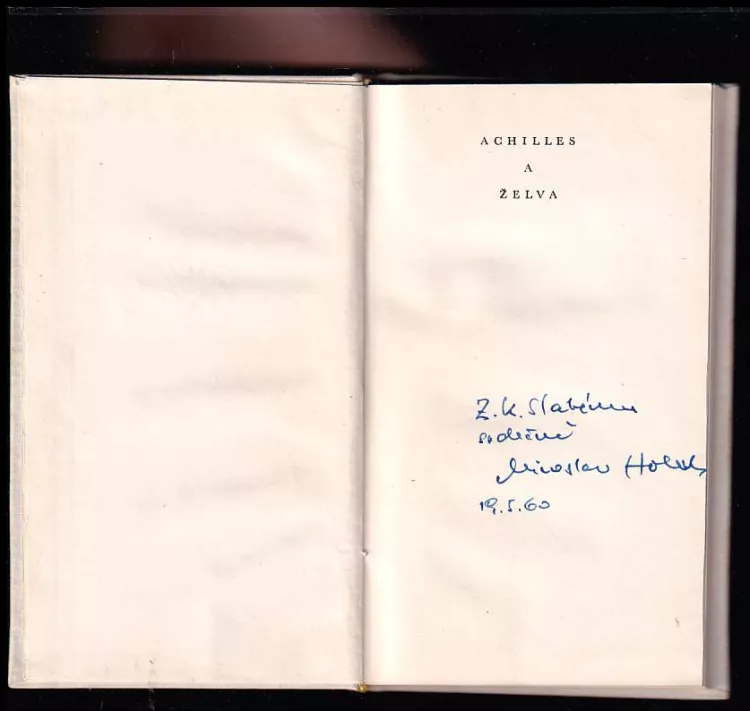 ACHILLES
A
ŽELVA
Z. K. Slabému
srdečně
Miroslav Holub
19.5.60